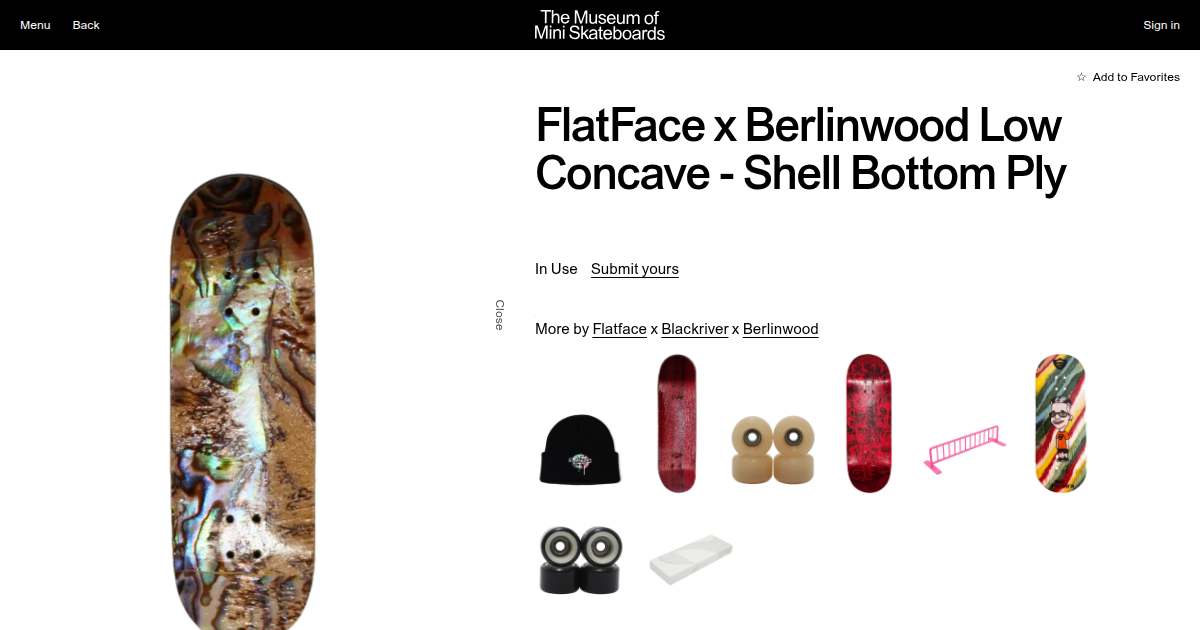 Menu
Back
The Museum of
Mini Skateboards
Sign in
☆ Add to Favorites
FlatFace x Berlinwood Low
Concave - Shell Bottom Ply
In Use Submit yours
Close
More by Flatface x Blackriver x Berlinwood